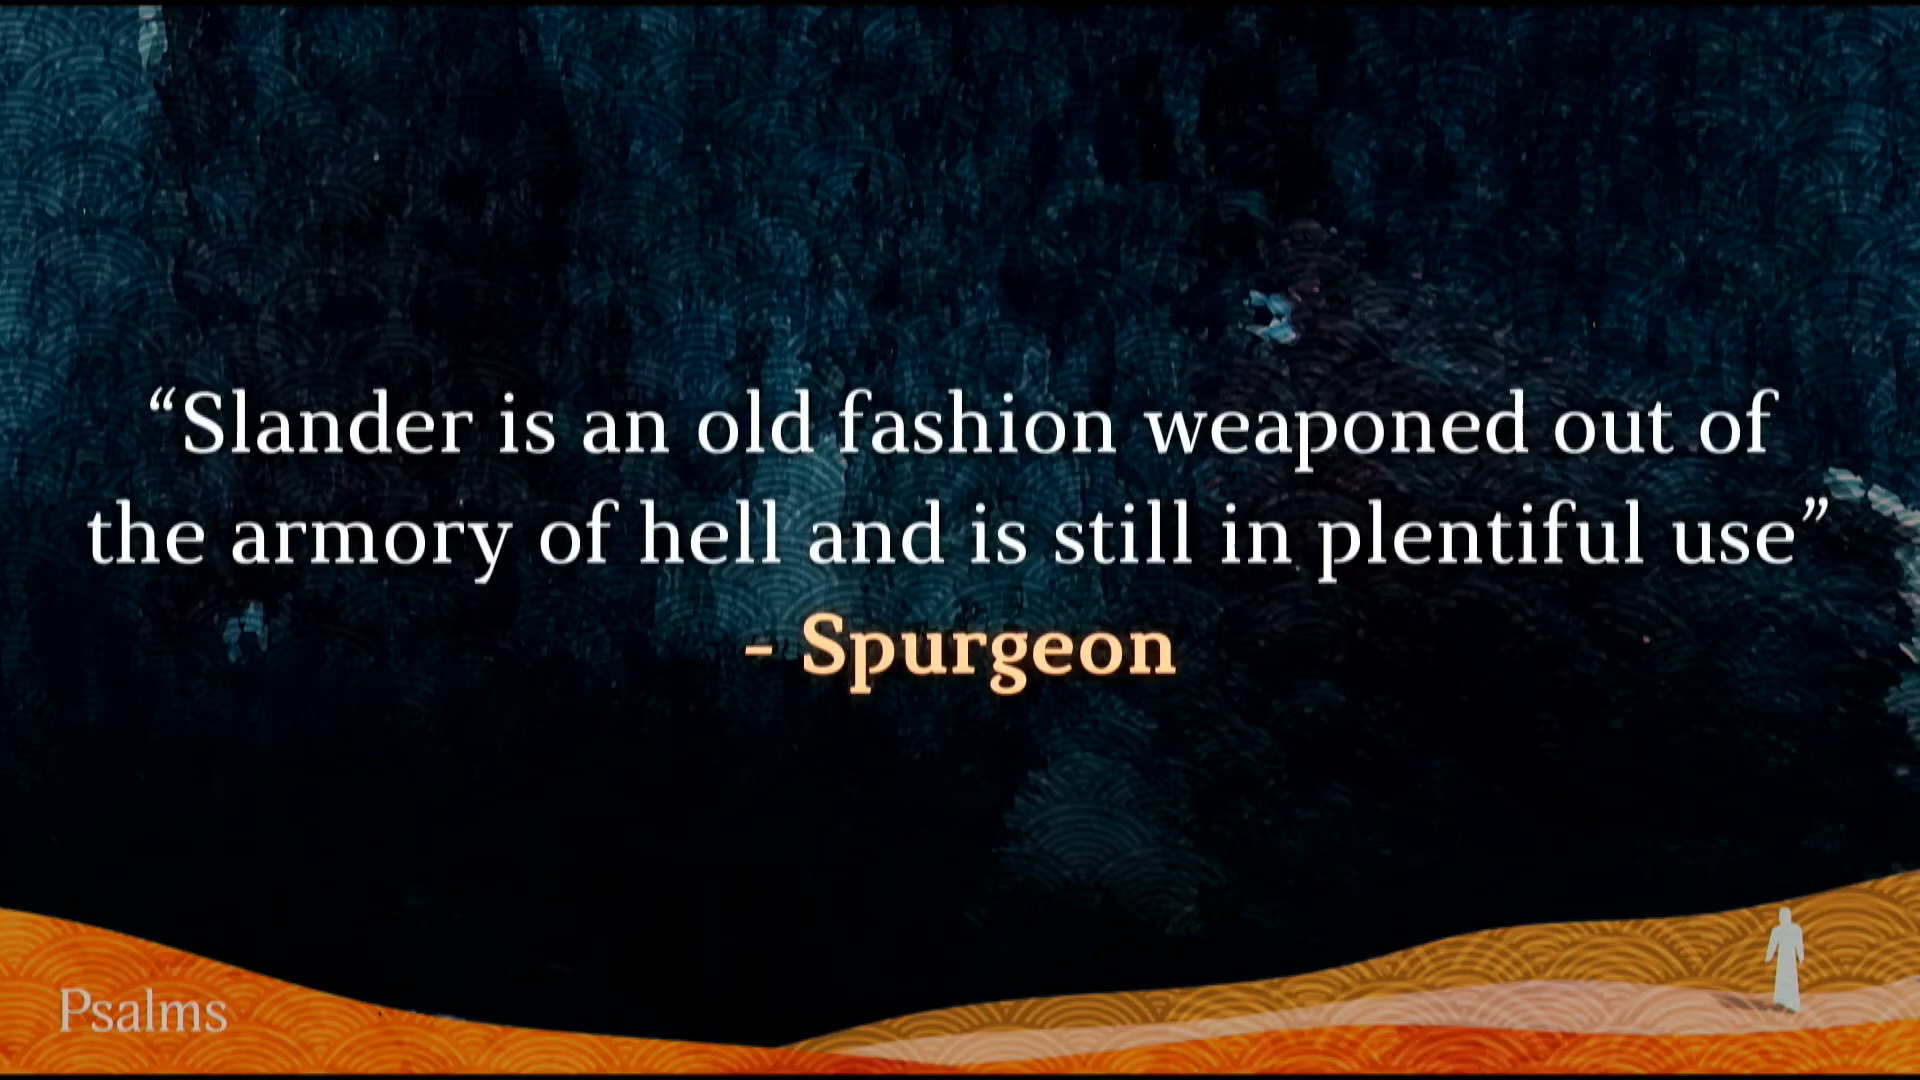 “Slander is an old fashion weaponed out of
the armory of hell and is still in plentiful use”
- Spurgeon
Psalms